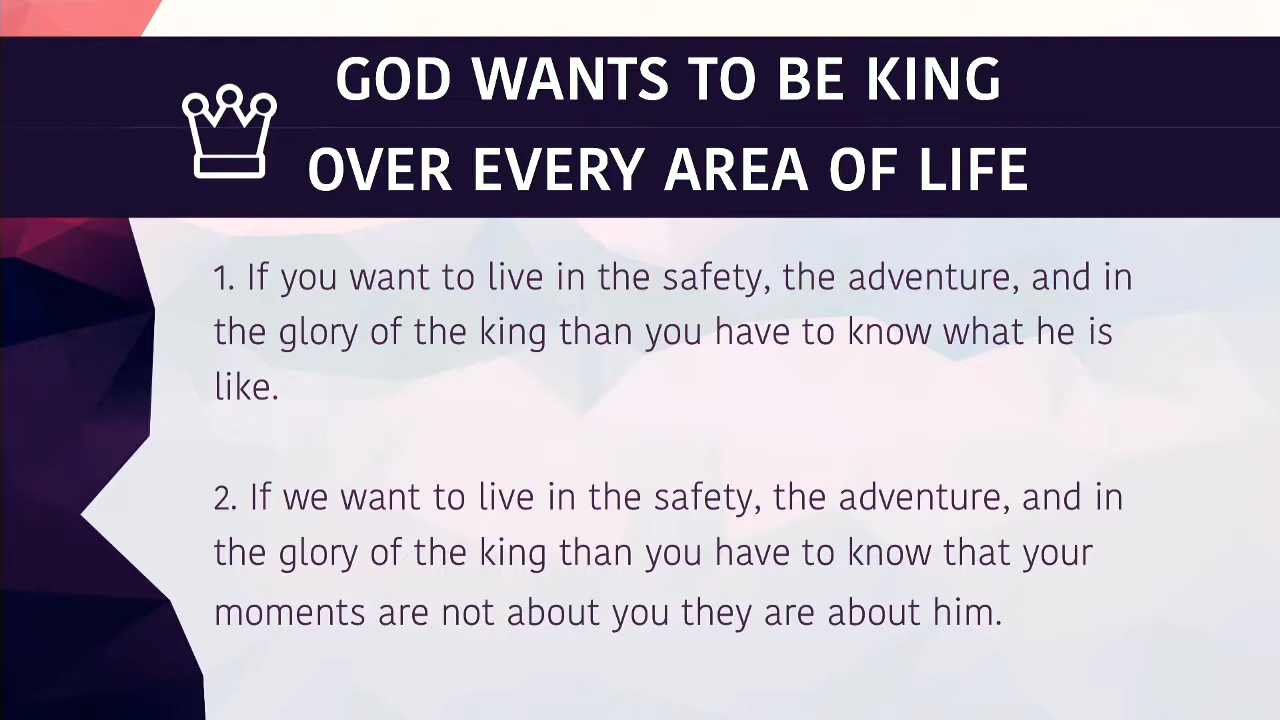 GOD WANTS TO BE KING
OVER EVERY AREA OF LIFE
1. If you want to live in the safety, the adventure, and in
the glory of the king than you have to know what he is
like.
2. If we want to live in the safety, the adventure, and in
the glory of the king than you have to know that your
moments are not about you they are about him.